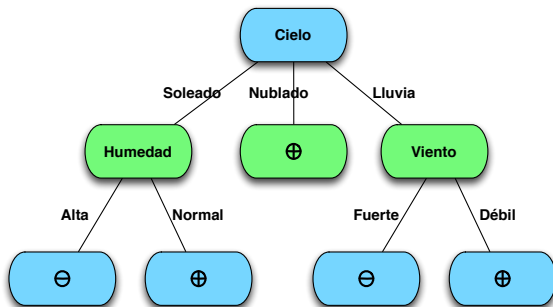 Cielo
Soleado Nublado Lluvia
Humedad ⊕ Viento
Alta Normal Fuerte Débil
⊖ ⊕ ⊖ ⊕